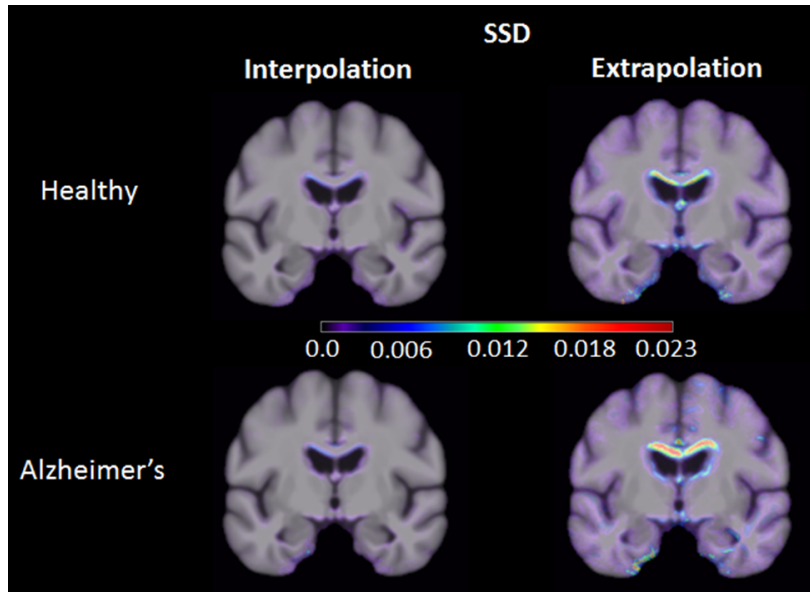 SSD
Interpolation Extrapolation
Healthy
0.0 0.006 0.012 0.018 0.023
Alzheimer’s